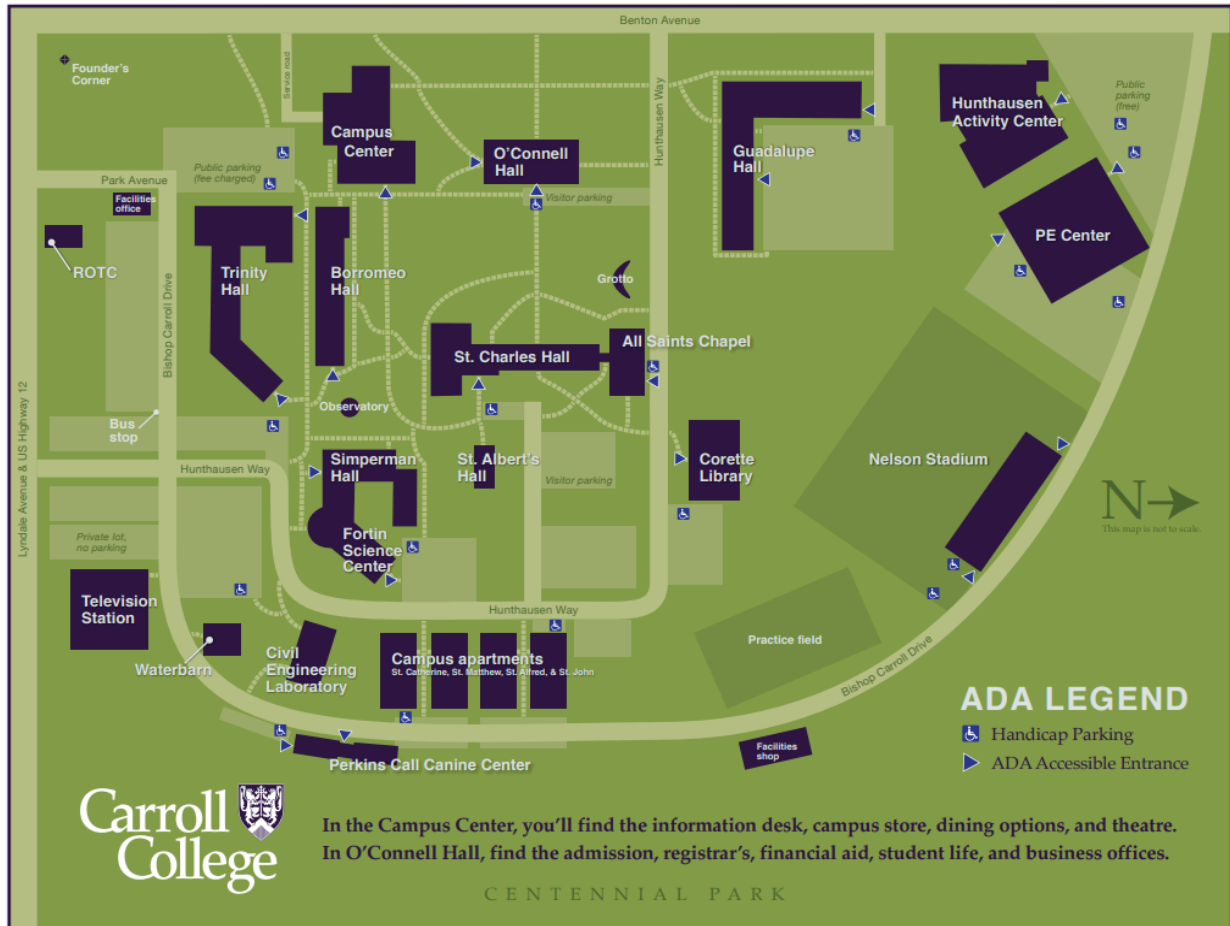 Benton Avenue
Founder's
Corner
Service road
Campus
Center
O'Connell
Hall
Hunthausen Way
Guadalupe
Hall
Hunthausen
Activity Center
Public
parking
(free)
Public parking
(fee charged)
Park Avenue
Facilities
office
Visitor parking
PE Center
ROTC
Trinity
Hall
Borromeo
Hall
Grotto
Bishop Carroll Drive
All Saints Chapel
St. Charles Hall
Lyndale Avenue & US Highway 12
Observatory
Bus
stop
Hunthausen Way
Simperman
Hall
St. Albert's
Hall
Visitor parking
Corette
Library
Nelson Stadium
N
This map is not to scale.
Private lot,
no parking
Fortin
Science
Center
Television
Station
Hunthausen Way
Waterbarn
Civil
Engineering
Laboratory
Campus apartments
St. Catherine, St. Matthew, St. Alfred, & St. John
Practice field
Bishop Carroll Drive
Facilities
shop
Perkins Call Canine Center
ADA LEGEND
Handicap Parking
ADA Accessible Entrance
Carroll
College
In the Campus Center, you'll find the information desk, campus store, dining options, and theatre.
In O'Connell Hall, find the admission, registrar's, financial aid, student life, and business offices.
CENTENNIAL PARK